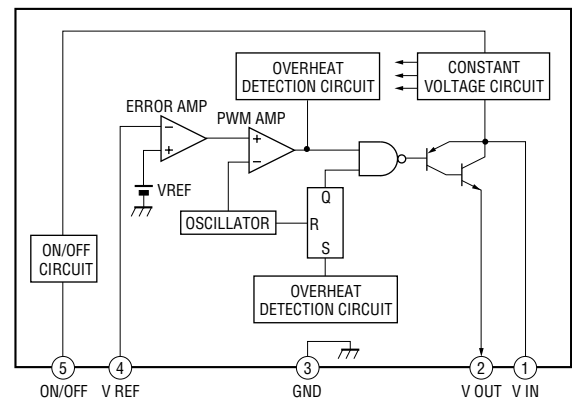 OVERHEAT
DETECTION CIRCUIT
CONSTANT
VOLTAGE CIRCUIT
ERROR AMP
PWM AMP
−
+
+
−
VREF
OSCILLATOR
Q
R
S
ON/OFF
CIRCUIT
OVERHEAT
DETECTION CIRCUIT
5
4
3
2
1
ON/OFF
V REF
GND
V OUT
V IN